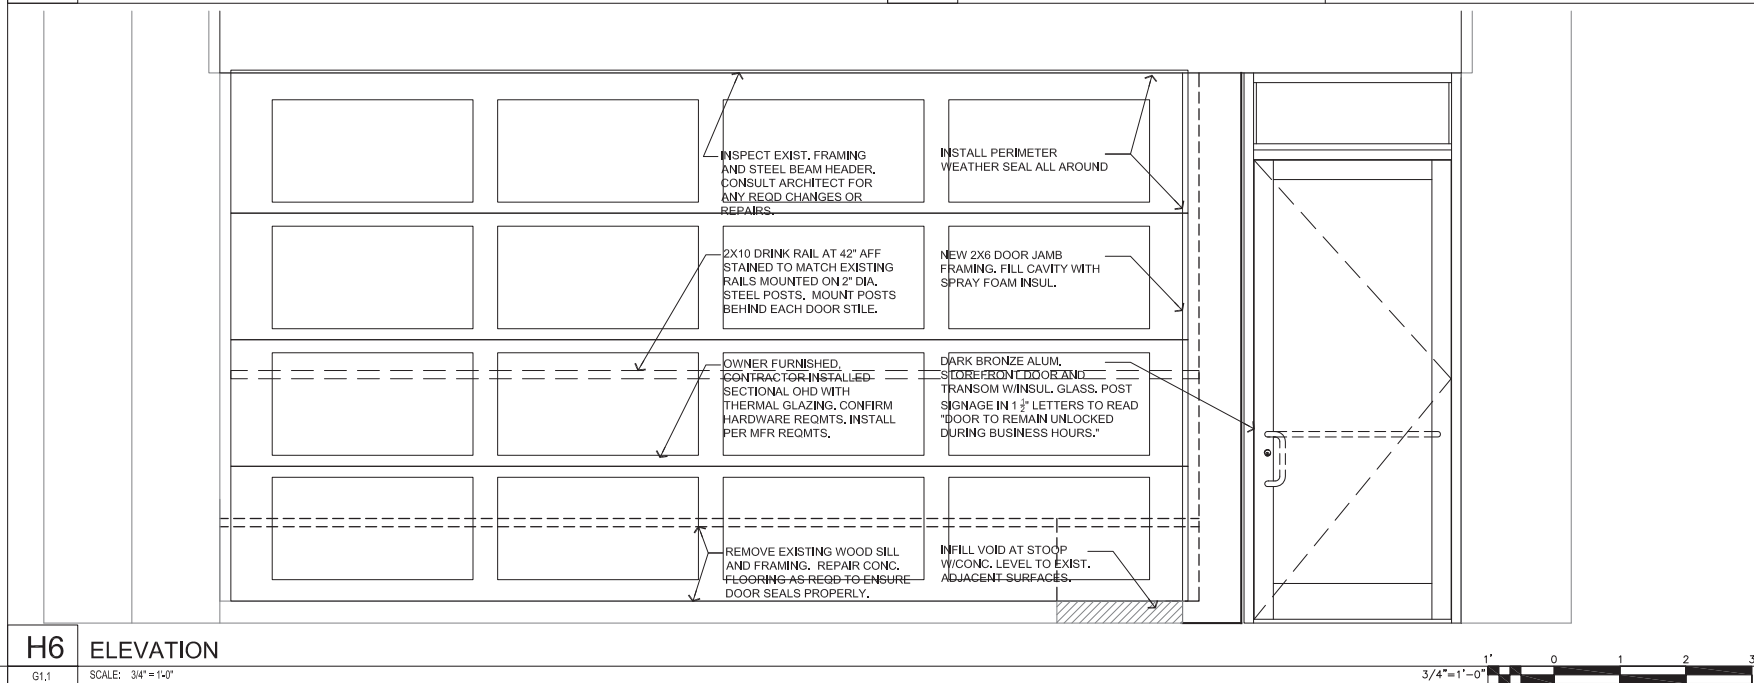 INSPECT EXIST. FRAMING
AND STEEL BEAM HEADER.
CONSULT ARCHITECT FOR
ANY REQD CHANGES OR
REPAIRS.
INSTALL PERIMETER
WEATHER SEAL ALL AROUND
2X10 DRINK RAIL AT 42" AFF
STAINED TO MATCH EXISTING
RAILS MOUNTED ON 2" DIA.
STEEL POSTS. MOUNT POSTS
BEHIND EACH DOOR STILE.
NEW 2X6 DOOR JAMB
FRAMING. FILL CAVITY WITH
SPRAY FOAM INSUL.
OWNER FURNISHED,
CONTRACTOR INSTALLED
SECTIONAL OHD WITH
THERMAL GLAZING. CONFIRM
HARDWARE REQMTS. INSTALL
PER MFR REQMTS.
DARK BRONZE ALUM.
STOREFRONT DOOR AND
TRANSOM W/INSUL. GLASS. POST
SIGNAGE IN 1 ½" LETTERS TO READ
"DOOR TO REMAIN UNLOCKED
DURING BUSINESS HOURS."
REMOVE EXISTING WOOD SILL
AND FRAMING. REPAIR CONC.
FLOORING AS REQD TO ENSURE
DOOR SEALS PROPERLY.
INFILL VOID AT STOOP
W/CONC. LEVEL TO EXIST.
ADJACENT SURFACES.
H6 ELEVATION
G1.1 SCALE: 3/4" = 1'-0"
1' 0 1 2 3
3/4"=1'-0"